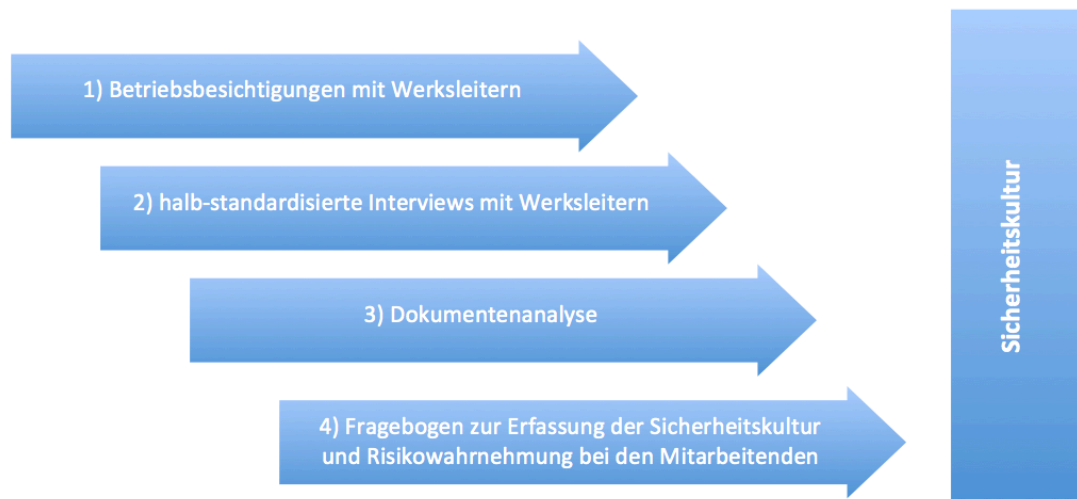 1) Betriebsbesichtigungen mit Werksleitern
2) halb-standardisierte Interviews mit Werksleitern
3) Dokumentenanalyse
4) Fragebogen zur Erfassung der Sicherheitskultur
und Risikowahrnehmung bei den Mitarbeitenden
Sicherheitskultur